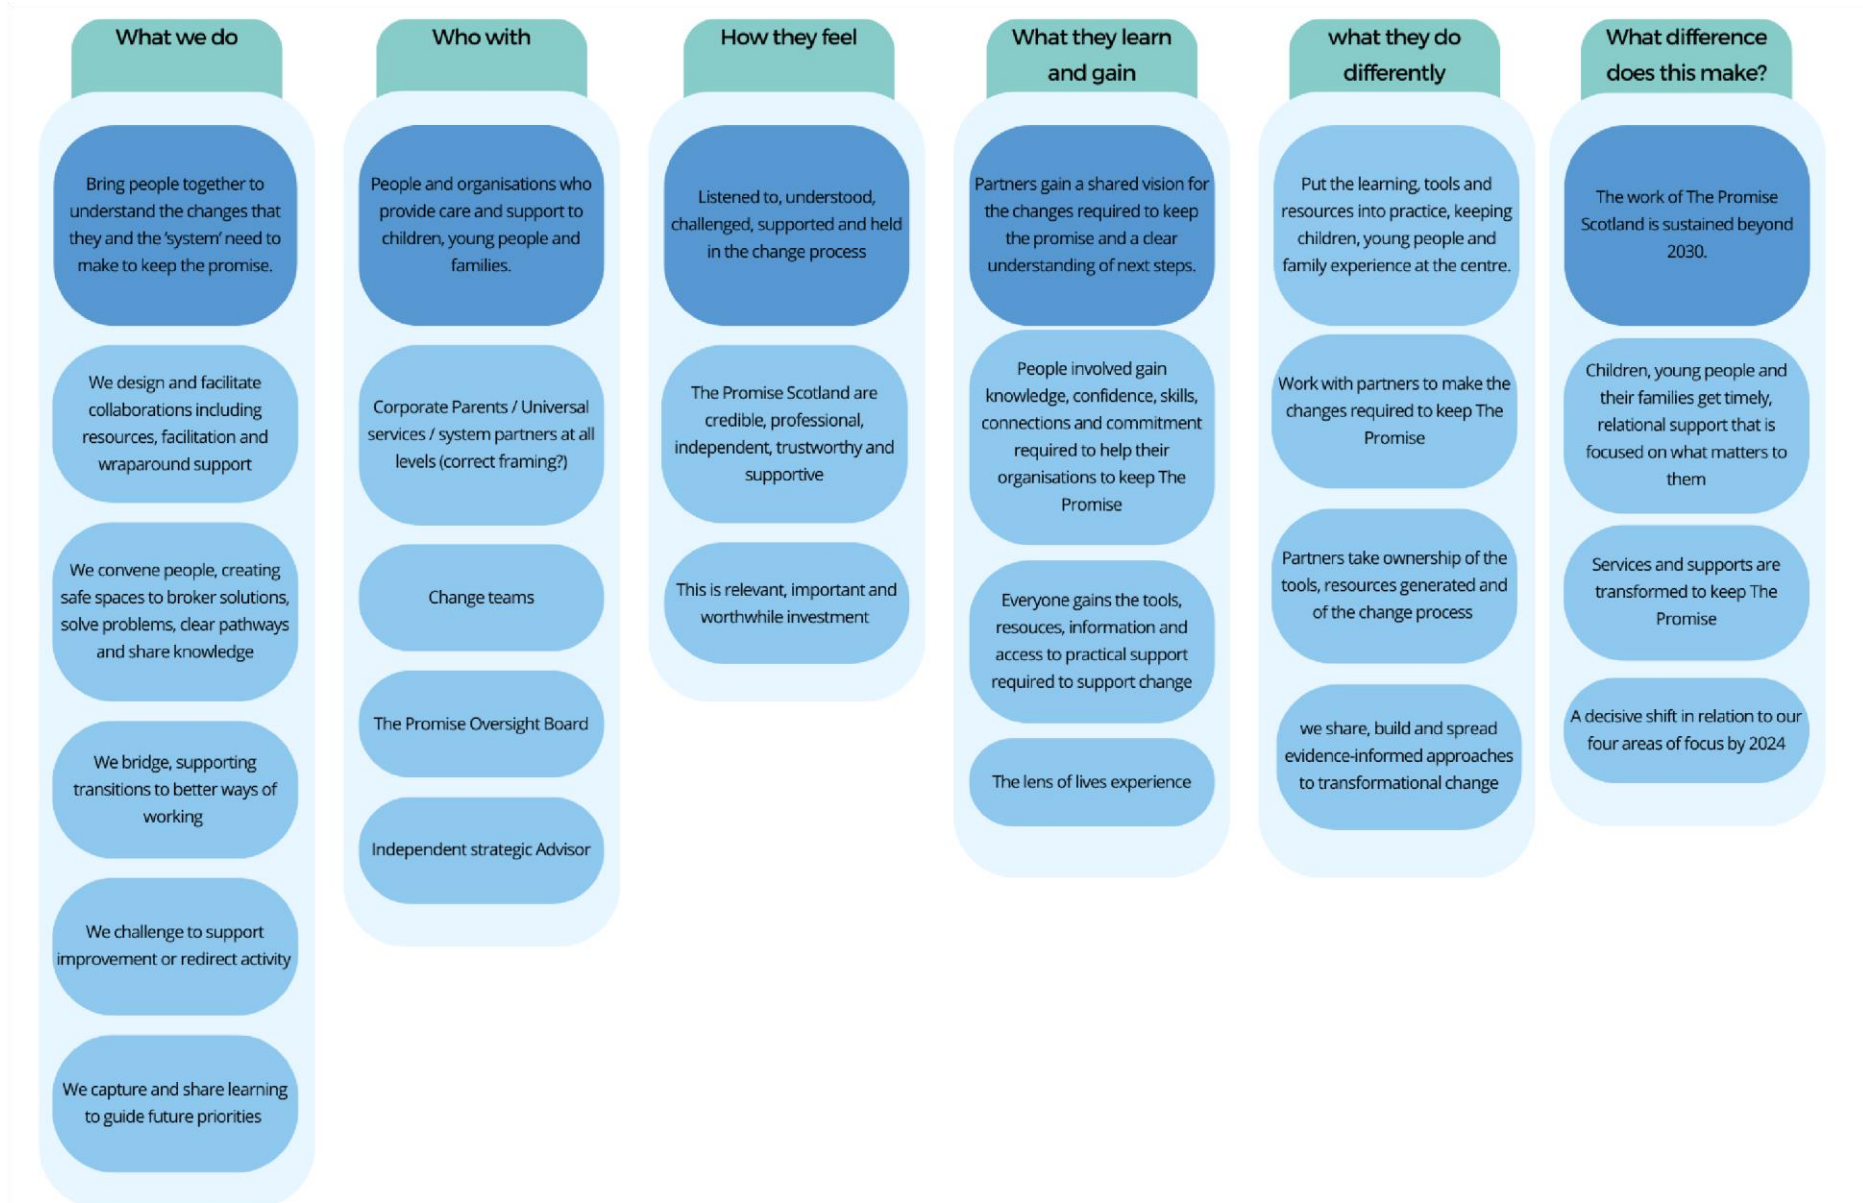 What we do
Bring people together to
understand the changes that
they and the 'system' need to
make to keep the promise.
We design and facilitate
collaborations including
resources, facilitation and
wraparound support
We convene people, creating
safe spaces to broker solutions,
solve problems, clear pathways
and share knowledge
We bridge, supporting
transitions to better ways of
working
We challenge to support
improvement or redirect activity
We capture and share learning
to guide future priorities
Who with
People and organisations who
provide care and support to
children, young people and
families.
Corporate Parents / Universal
services / system partners at all
levels (correct framing?)
Change teams
The Promise Oversight Board
Independent strategic Advisor
How they feel
Listened to, understood,
challenged, supported and held
in the change process
The Promise Scotland are
credible, professional,
independent, trustworthy and
supportive
This is relevant, important and
worthwhile investment
What they learn
and gain
Partners gain a shared vision for
the changes required to keep
the promise and a clear
understanding of next steps.
People involved gain
knowledge, confidence, skills,
connections and commitment
required to help their
organisations to keep The
Promise
Everyone gains the tools,
resouces, information and
access to practical support
required to support change
The lens of lives experience
what they do
differently
Put the learning, tools and
resources into practice, keeping
children, young people and
family experience at the centre.
Work with partners to make the
changes required to keep The
Promise
Partners take ownership of the
tools, resources generated and
of the change process
we share, build and spread
evidence-informed approaches
to transformational change
What difference
does this make?
The work of The Promise
Scotland is sustained beyond
2030.
Children, young people and
their families get timely,
relational support that is
focused on what matters to
them
Services and supports are
transformed to keep The
Promise
A decisive shift in relation to our
four areas of focus by 2024